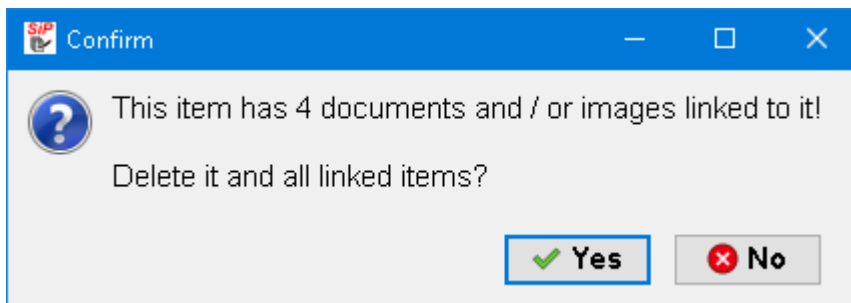 SiP
Confirm
This item has 4 documents and / or images linked to it!
Delete it and all linked items?
Yes
No